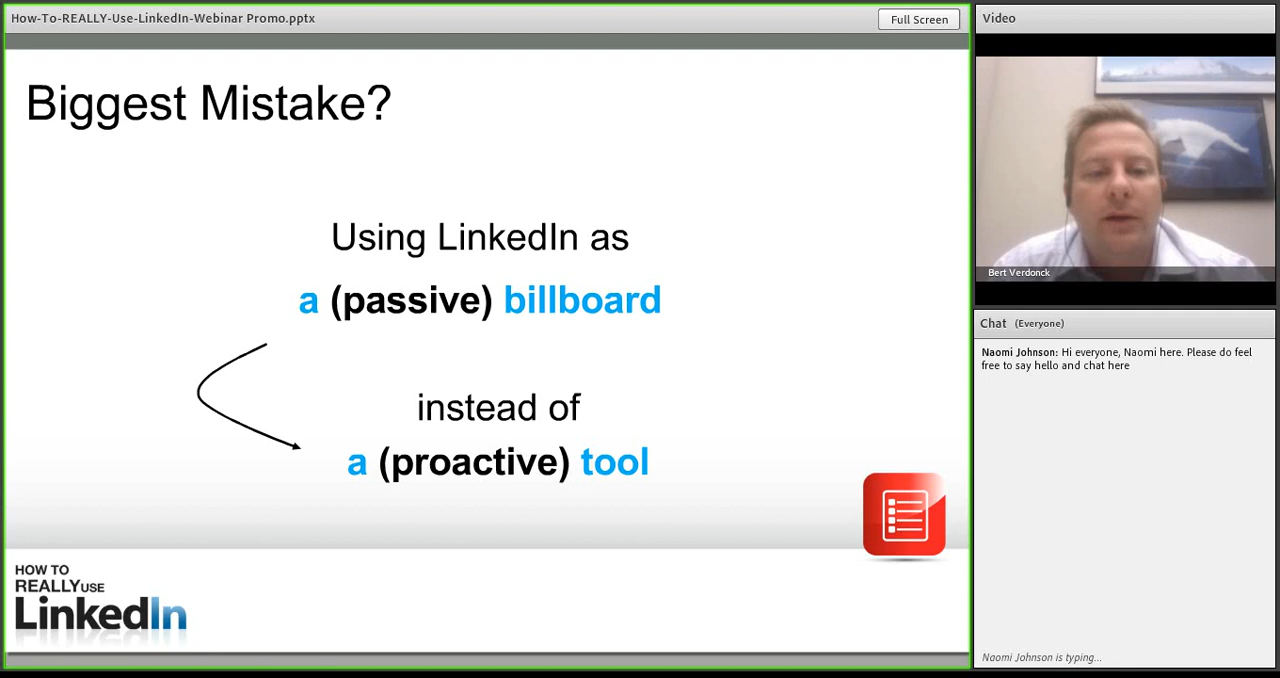 How-To-REALLY-Use-LinkedIn-Webinar Promo.pptx
Full Screen
Biggest Mistake?
Using LinkedIn as
a (passive) billboard
instead of
a (proactive) tool
HOW TO
REALLY USE
LinkedIn
Video
Bert Verdonck
Chat (Everyone)
Naomi Johnson: Hi everyone, Naomi here. Please do feel
free to say hello and chat here
Naomi Johnson is typing...